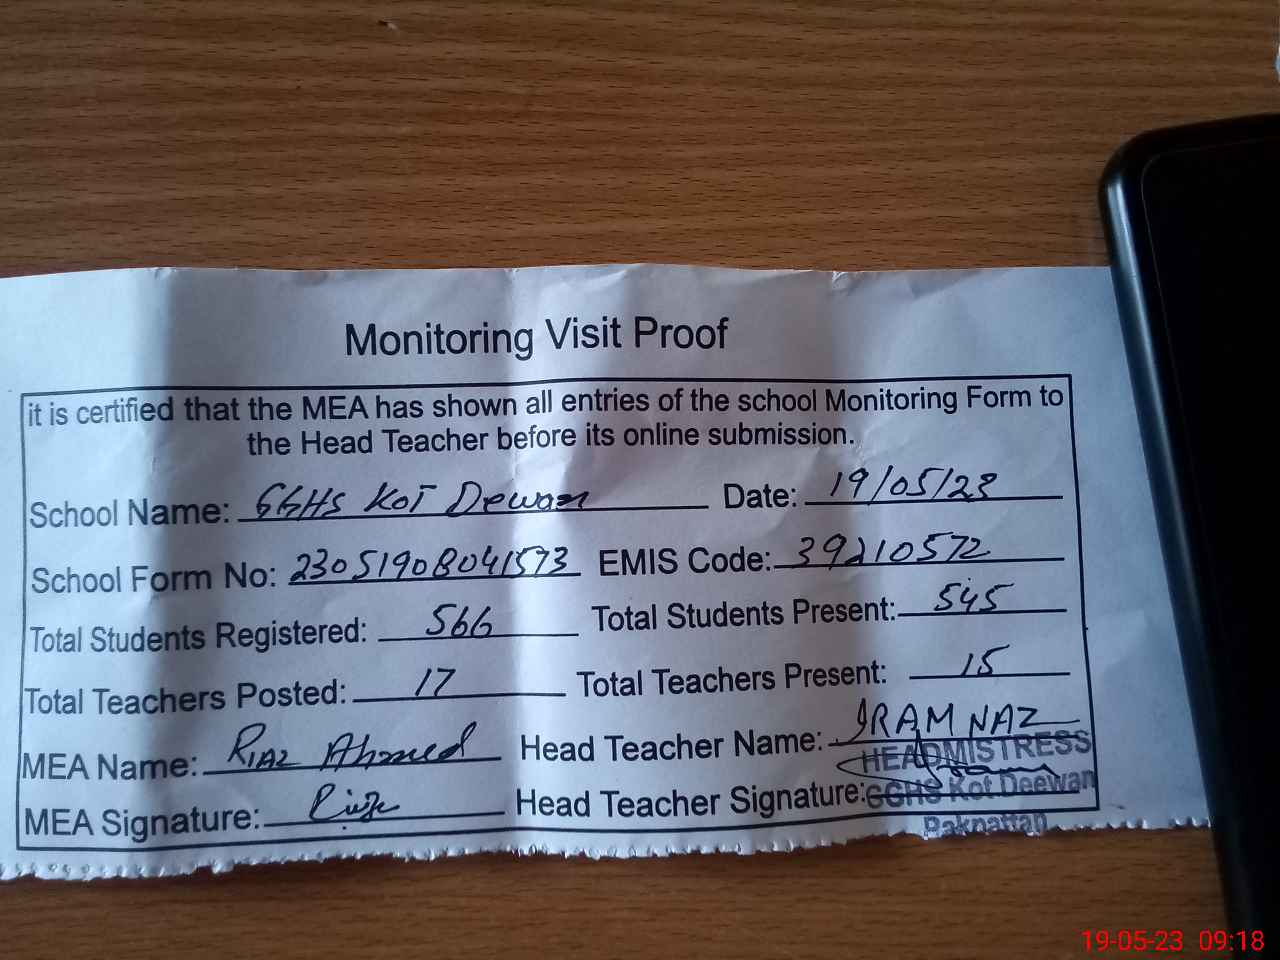 Monitoring Visit Proof
it is certified that the MEA has shown all entries of the school Monitoring Form to
the Head Teacher before its online submission.
School Name: GGHS Kot Dewan Date: 19/05/23
School Form No: 23051908041573 EMIS Code: 39210572
Total Students Registered: 566 Total Students Present: 545
Total Teachers Posted: 17 Total Teachers Present: 15
MEA Name: Riaz Ahmed Head Teacher Name: IRAM NAZ
HEADMISTRESS
MEA Signature: Riaz Head Teacher Signature: GGHS Kot Deewan
Pakpattan
19-05-23 09:18